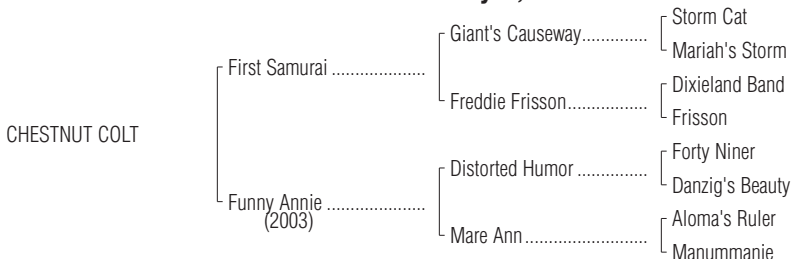 Storm Cat
Giant's Causeway..............
Mariah's Storm
First Samurai ....................
Dixieland Band
Freddie Frisson.................
Frisson
CHESTNUT COLT
Forty Niner
Distorted Humor ...............
Danzig's Beauty
Funny Annie .....................
(2003)
Aloma's Ruler
Mare Ann..........................
Manummanie